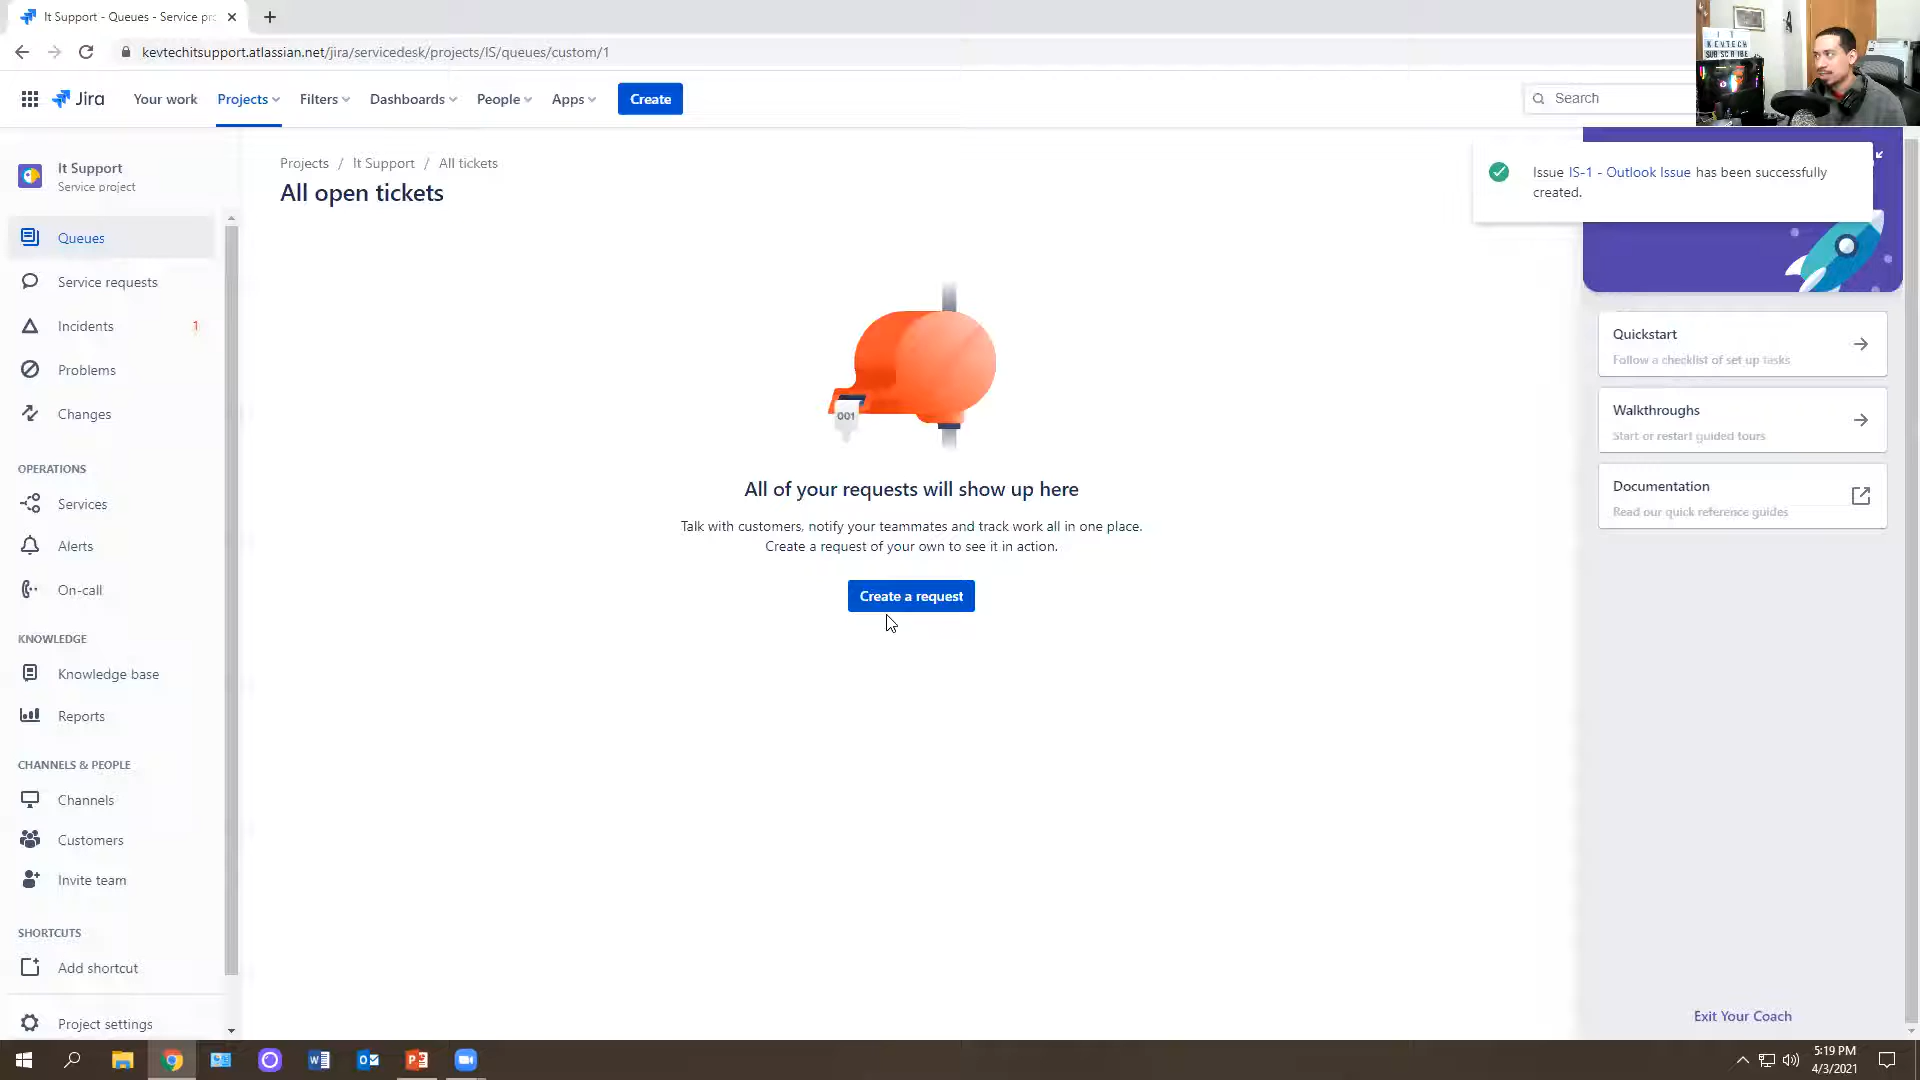 It Support - Queues - Service pr
kevtechitsupport.atlassian.net/jira/servicedesk/projects/IS/queues/custom/1
Jira
Your work
Projects
Filters
Dashboards
People
Apps
Create
Search
IT
KEVTECH
SUBSCRIBE
It Support
Service project
Queues
Service requests
Incidents 1
Problems
Changes
OPERATIONS
Services
Alerts
On-call
KNOWLEDGE
Knowledge base
Reports
CHANNELS & PEOPLE
Channels
Customers
Invite team
SHORTCUTS
Add shortcut
Project settings
Projects / It Support / All tickets
All open tickets
001
All of your requests will show up here
Talk with customers, notify your teammates and track work all in one place.
Create a request of your own to see it in action.
Create a request
Issue IS-1 - Outlook Issue has been successfully
created.
Quickstart
Follow a checklist of set up tasks
Walkthroughs
Start or restart guided tours
Documentation
Read our quick reference guides
Exit Your Coach
5:19 PM
4/3/2021